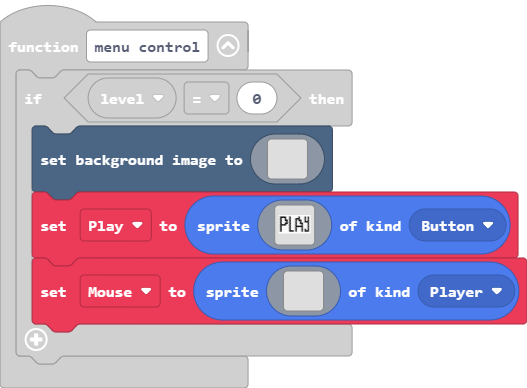 function menu control
if level = 0 then
set background image to
set Play to sprite PLAY of kind Button
set Mouse to sprite of kind Player